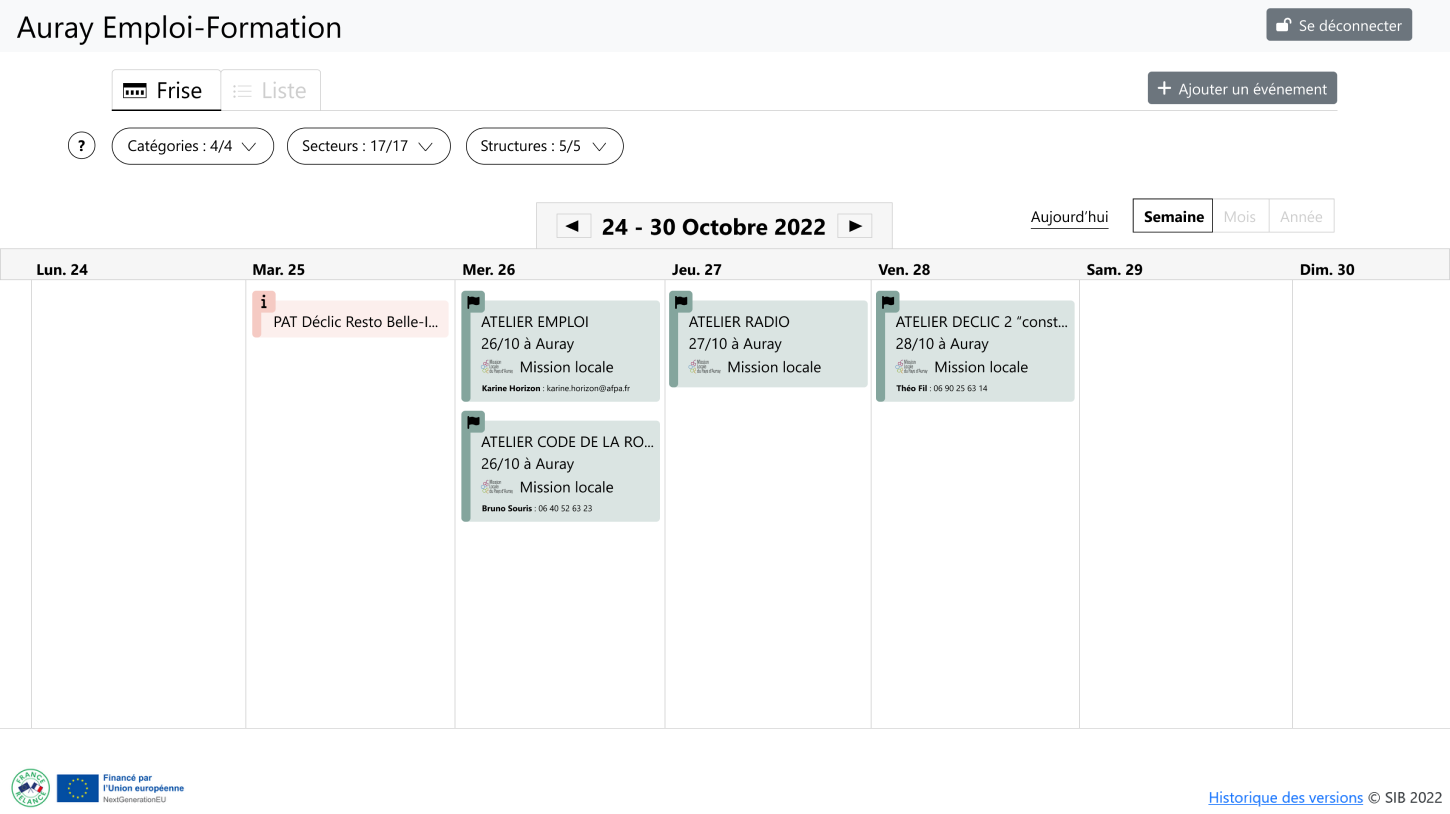 Auray Emploi-Formation
Se déconnecter
Frise
Liste
Ajouter un événement
?
Catégories : 4/4
Secteurs : 17/17
Structures : 5/5
24 - 30 Octobre 2022
Aujourd'hui
Semaine
Mois
Année
Lun. 24
Mar. 25
Mer. 26
Jeu. 27
Ven. 28
Sam. 29
Dim. 30
i
PAT Déclic Resto Belle-I...
ATELIER EMPLOI
26/10 à Auray
Mission locale
Karine Horizon : karine.horizon@afpa.fr
ATELIER CODE DE LA RO...
26/10 à Auray
Mission locale
Bruno Souris : 06 40 52 63 23
ATELIER RADIO
27/10 à Auray
Mission locale
ATELIER DECLIC 2 “const...
28/10 à Auray
Mission locale
Théo Fil : 06 90 25 63 14
FRANCE
RELANCE
Financé par
l'Union européenne
NextGenerationEU
Historique des versions © SIB 2022